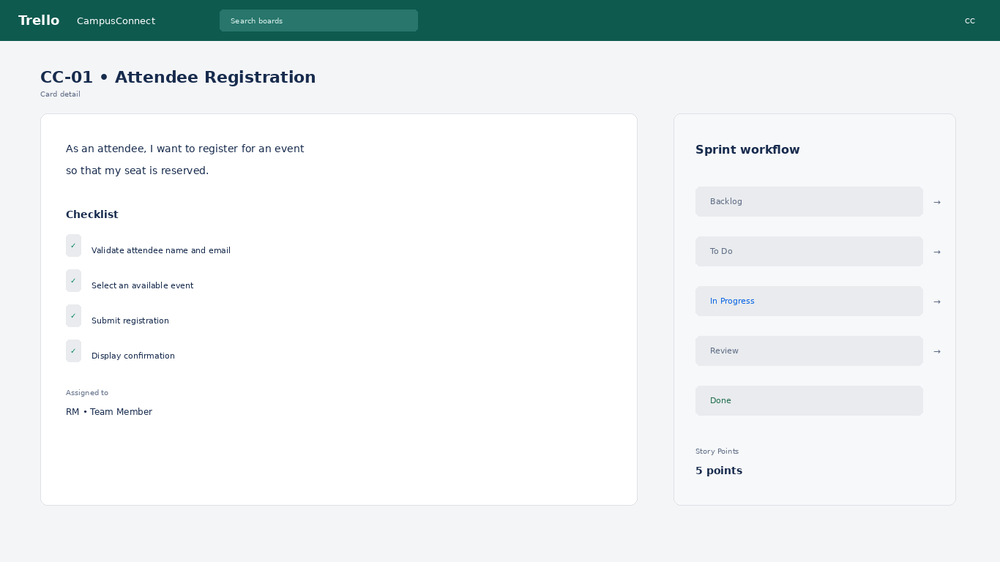 Trello CampusConnect Search boards CC
CC-01 • Attendee Registration
Card detail
As an attendee, I want to register for an event
so that my seat is reserved.
Checklist
✓ Validate attendee name and email
✓ Select an available event
✓ Submit registration
✓ Display confirmation
Assigned to
RM • Team Member
Sprint workflow
Backlog →
To Do →
In Progress →
Review →
Done
Story Points
5 points